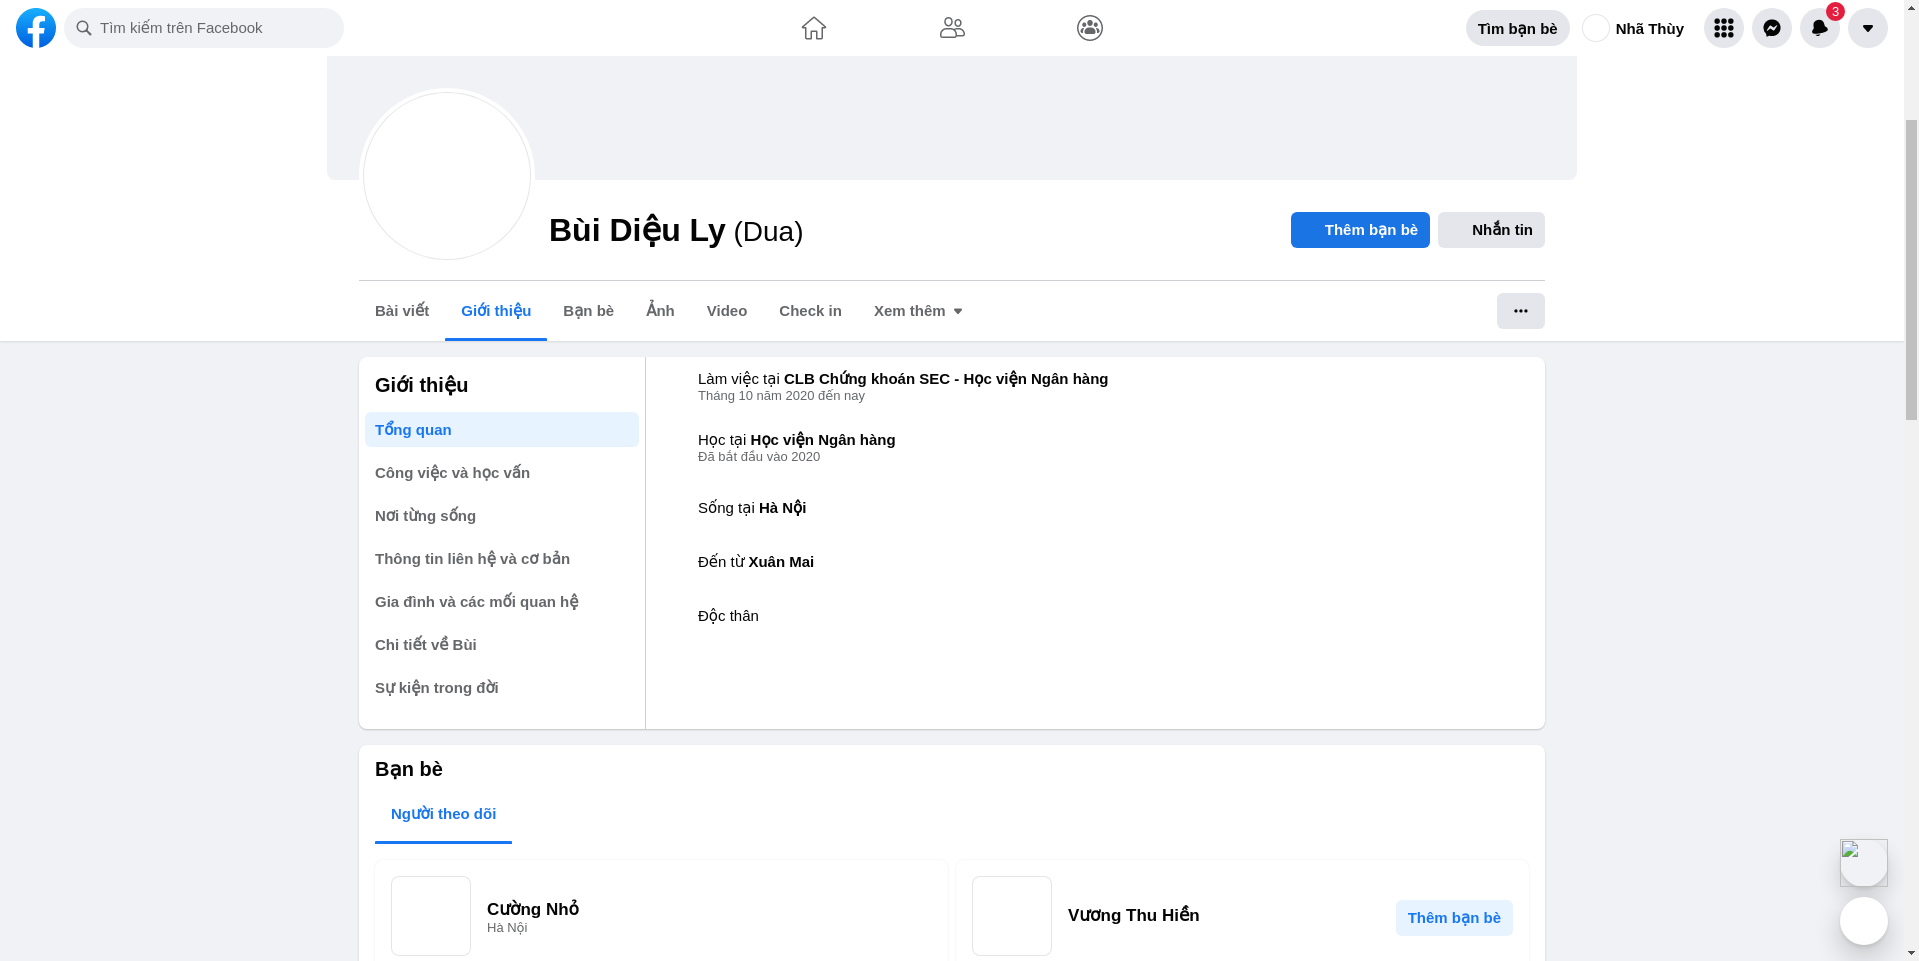 Tìm kiếm trên Facebook
Tìm bạn bè
Nhã Thùy
3
Bùi Diệu Ly (Dua)
Thêm bạn bè
Nhắn tin
Bài viết
Giới thiệu
Bạn bè
Ảnh
Video
Check in
Xem thêm
Giới thiệu
Tổng quan
Công việc và học vấn
Nơi từng sống
Thông tin liên hệ và cơ bản
Gia đình và các mối quan hệ
Chi tiết về Bùi
Sự kiện trong đời
Làm việc tại CLB Chứng khoán SEC - Học viện Ngân hàng
Tháng 10 năm 2020 đến nay
Học tại Học viện Ngân hàng
Đã bắt đầu vào 2020
Sống tại Hà Nội
Đến từ Xuân Mai
Độc thân
Bạn bè
Người theo dõi
Cường Nhỏ
Hà Nội
Vương Thu Hiền
Thêm bạn bè